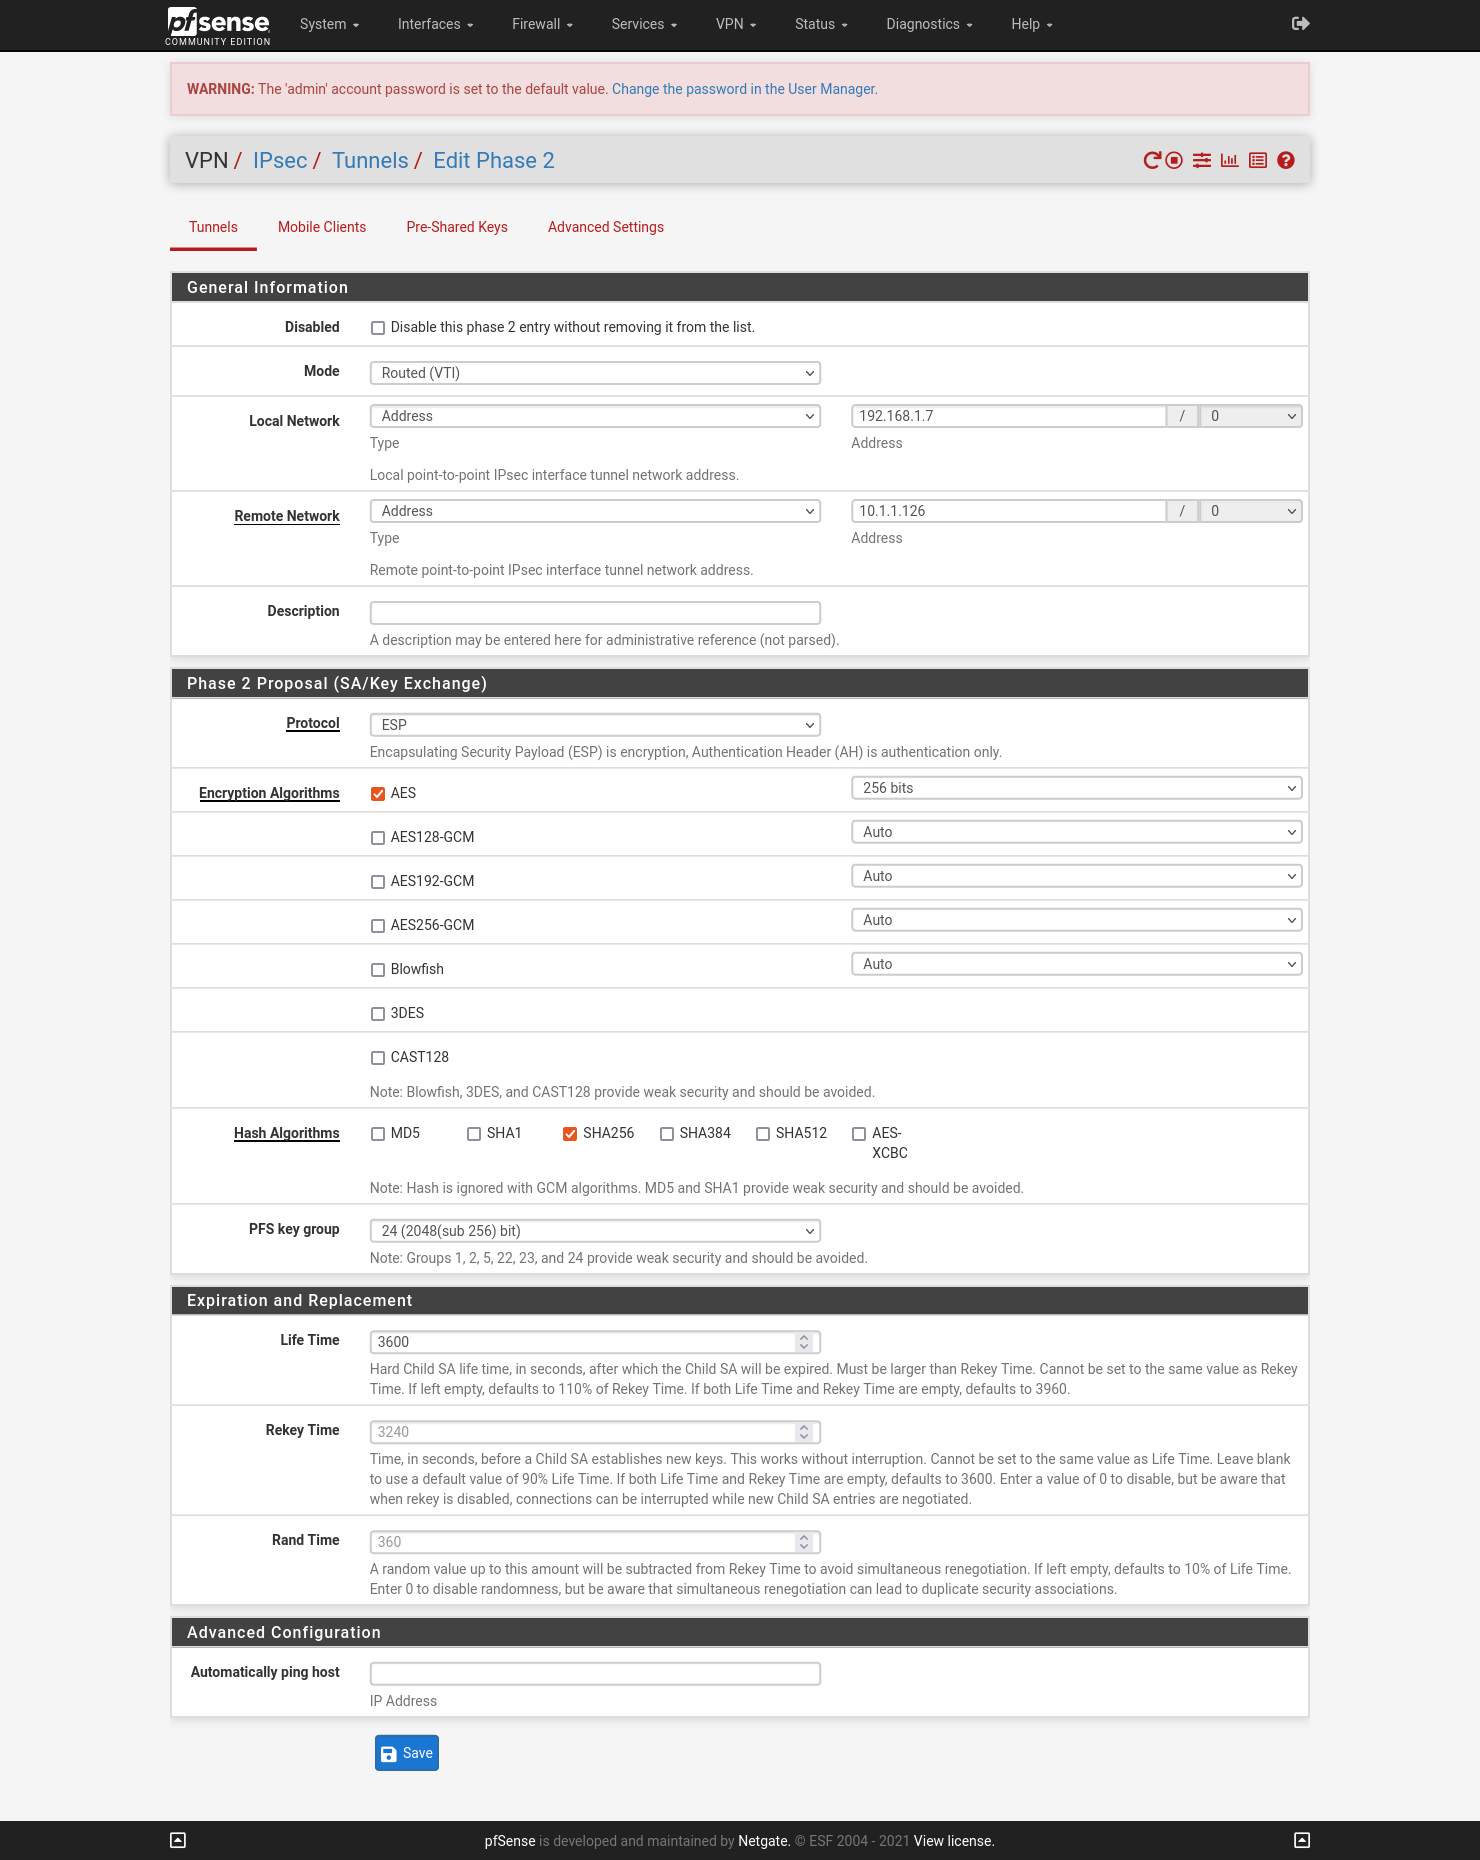 pfsense
COMMUNITY EDITION
System Interfaces Firewall Services VPN Status Diagnostics Help
WARNING: The 'admin' account password is set to the default value. Change the password in the User Manager.
VPN / IPsec / Tunnels / Edit Phase 2
Tunnels Mobile Clients Pre-Shared Keys Advanced Settings
General Information
Disabled Disable this phase 2 entry without removing it from the list.
Mode Routed (VTI)
Local Network Address 192.168.1.7 / 0
Type Address
Local point-to-point IPsec interface tunnel network address.
Remote Network Address 10.1.1.126 / 0
Type Address
Remote point-to-point IPsec interface tunnel network address.
Description
A description may be entered here for administrative reference (not parsed).
Phase 2 Proposal (SA/Key Exchange)
Protocol ESP
Encapsulating Security Payload (ESP) is encryption, Authentication Header (AH) is authentication only.
Encryption Algorithms AES 256 bits
AES128-GCM Auto
AES192-GCM Auto
AES256-GCM Auto
Blowfish Auto
3DES
CAST128
Note: Blowfish, 3DES, and CAST128 provide weak security and should be avoided.
Hash Algorithms MD5 SHA1 SHA256 SHA384 SHA512 AES-
XCBC
Note: Hash is ignored with GCM algorithms. MD5 and SHA1 provide weak security and should be avoided.
PFS key group 24 (2048(sub 256) bit)
Note: Groups 1, 2, 5, 22, 23, and 24 provide weak security and should be avoided.
Expiration and Replacement
Life Time 3600
Hard Child SA life time, in seconds, after which the Child SA will be expired. Must be larger than Rekey Time. Cannot be set to the same value as Rekey
Time. If left empty, defaults to 110% of Rekey Time. If both Life Time and Rekey Time are empty, defaults to 3960.
Rekey Time 3240
Time, in seconds, before a Child SA establishes new keys. This works without interruption. Cannot be set to the same value as Life Time. Leave blank
to use a default value of 90% Life Time. If both Life Time and Rekey Time are empty, defaults to 3600. Enter a value of 0 to disable, but be aware that
when rekey is disabled, connections can be interrupted while new Child SA entries are negotiated.
Rand Time 360
A random value up to this amount will be subtracted from Rekey Time to avoid simultaneous renegotiation. If left empty, defaults to 10% of Life Time.
Enter 0 to disable randomness, but be aware that simultaneous renegotiation can lead to duplicate security associations.
Advanced Configuration
Automatically ping host
IP Address
Save
pfSense is developed and maintained by Netgate. © ESF 2004 - 2021 View license.